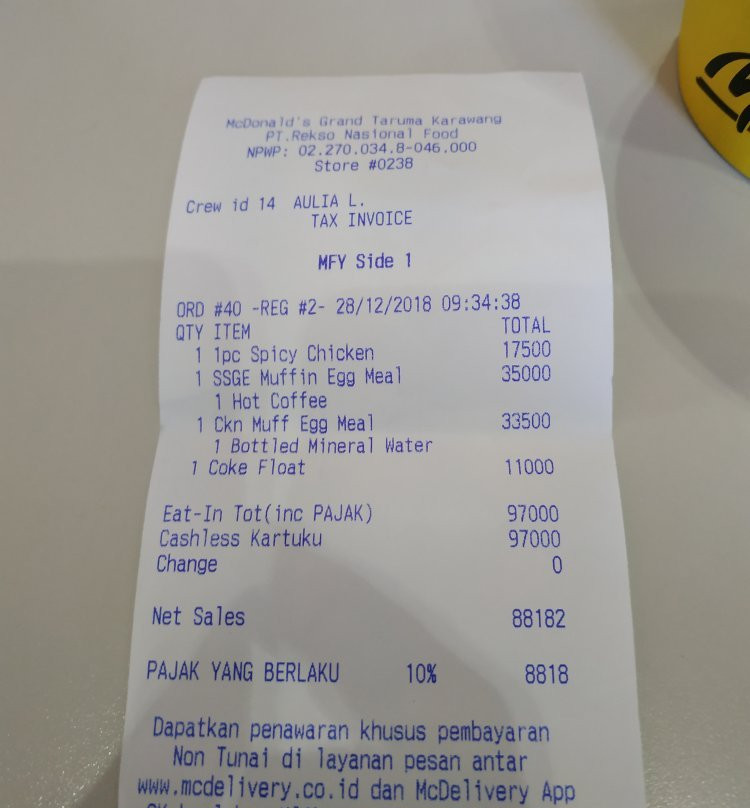 McDonald's Grand Taruma Karawang
PT.Rekso Nasional Food
NPWP: 02.270.034.8-046.000
Store #0238
Crew id 14 AULIA L.
TAX INVOICE
MFY Side 1
ORD #40 -REG #2- 28/12/2018 09:34:38
QTY ITEM TOTAL
1 1pc Spicy Chicken 17500
1 SSGE Muffin Egg Meal 35000
1 Hot Coffee
1 Ckn Muff Egg Meal 33500
1 Bottled Mineral Water
1 Coke Float 11000
Eat-In Tot(inc PAJAK) 97000
Cashless Kartuku 97000
Change 0
Net Sales 88182
PAJAK YANG BERLAKU 10% 8818
Dapatkan penawaran khusus pembayaran
Non Tunai di layanan pesan antar
www.mcdelivery.co.id dan McDelivery App